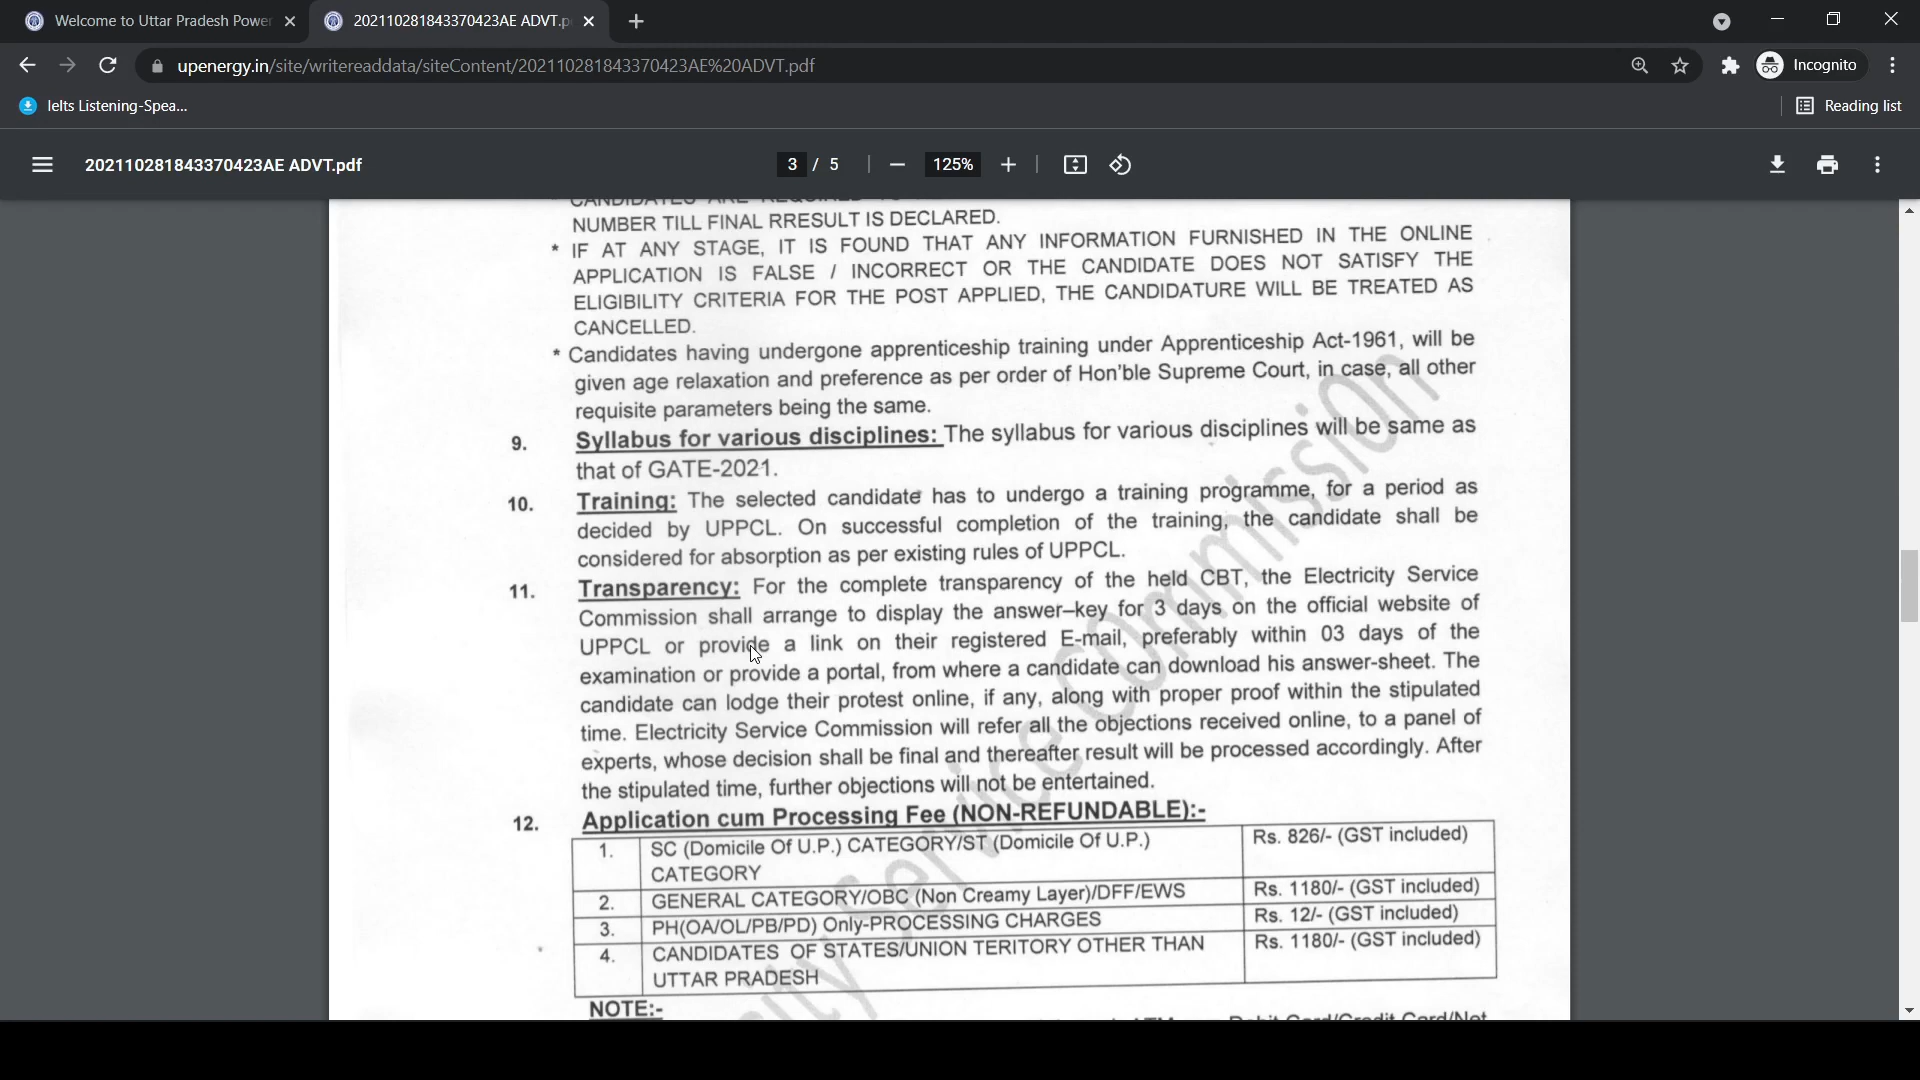 Welcome to Uttar Pradesh Power
202110281843370423AE ADVT.p
upenergy.in/site/writereaddata/siteContent/202110281843370423AE%20ADVT.pdf
Incognito
Ielts Listening-Spea...
Reading list
202110281843370423AE ADVT.pdf
3 / 5
125%
CANDIDATES ARE REQUIRED
NUMBER TILL FINAL RRESULT IS DECLARED.
* IF AT ANY STAGE, IT IS FOUND THAT ANY INFORMATION FURNISHED IN THE ONLINE
APPLICATION IS FALSE / INCORRECT OR THE CANDIDATE DOES NOT SATISFY THE
ELIGIBILITY CRITERIA FOR THE POST APPLIED, THE CANDIDATURE WILL BE TREATED AS
CANCELLED.
* Candidates having undergone apprenticeship training under Apprenticeship Act-1961, will be
given age relaxation and preference as per order of Hon'ble Supreme Court, in case, all other
requisite parameters being the same.
9. Syllabus for various disciplines: The syllabus for various disciplines will be same as
that of GATE-2021.
10. Training: The selected candidate has to undergo a training programme, for a period as
decided by UPPCL. On successful completion of the training, the candidate shall be
considered for absorption as per existing rules of UPPCL.
11. Transparency: For the complete transparency of the held CBT, the Electricity Service
Commission shall arrange to display the answer–key for 3 days on the official website of
UPPCL or provide a link on their registered E-mail, preferably within 03 days of the
examination or provide a portal, from where a candidate can download his answer-sheet. The
candidate can lodge their protest online, if any, along with proper proof within the stipulated
time. Electricity Service Commission will refer all the objections received online, to a panel of
experts, whose decision shall be final and thereafter result will be processed accordingly. After
the stipulated time, further objections will not be entertained.
12. Application cum Processing Fee (NON-REFUNDABLE):-
1. SC (Domicile Of U.P.) CATEGORY/ST (Domicile Of U.P.) Rs. 826/- (GST included)
CATEGORY
2. GENERAL CATEGORY/OBC (Non Creamy Layer)/DFF/EWS Rs. 1180/- (GST included)
3. PH(OA/OL/PB/PD) Only-PROCESSING CHARGES Rs. 12/- (GST included)
4. CANDIDATES OF STATES/UNION TERITORY OTHER THAN Rs. 1180/- (GST included)
UTTAR PRADESH
NOTE:-
Debit Card/Credit Card/Net
Service Commission